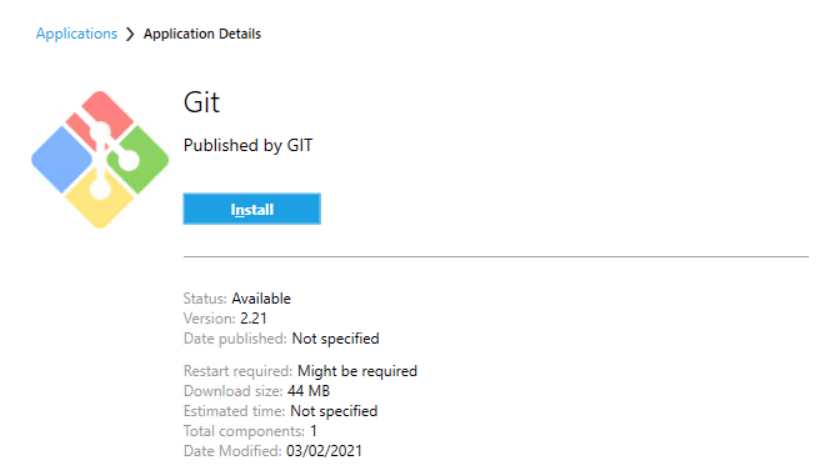 Applications > Application Details
Git
Published by GIT
Install
Status: Available
Version: 2.21
Date published: Not specified
Restart required: Might be required
Download size: 44 MB
Estimated time: Not specified
Total components: 1
Date Modified: 03/02/2021